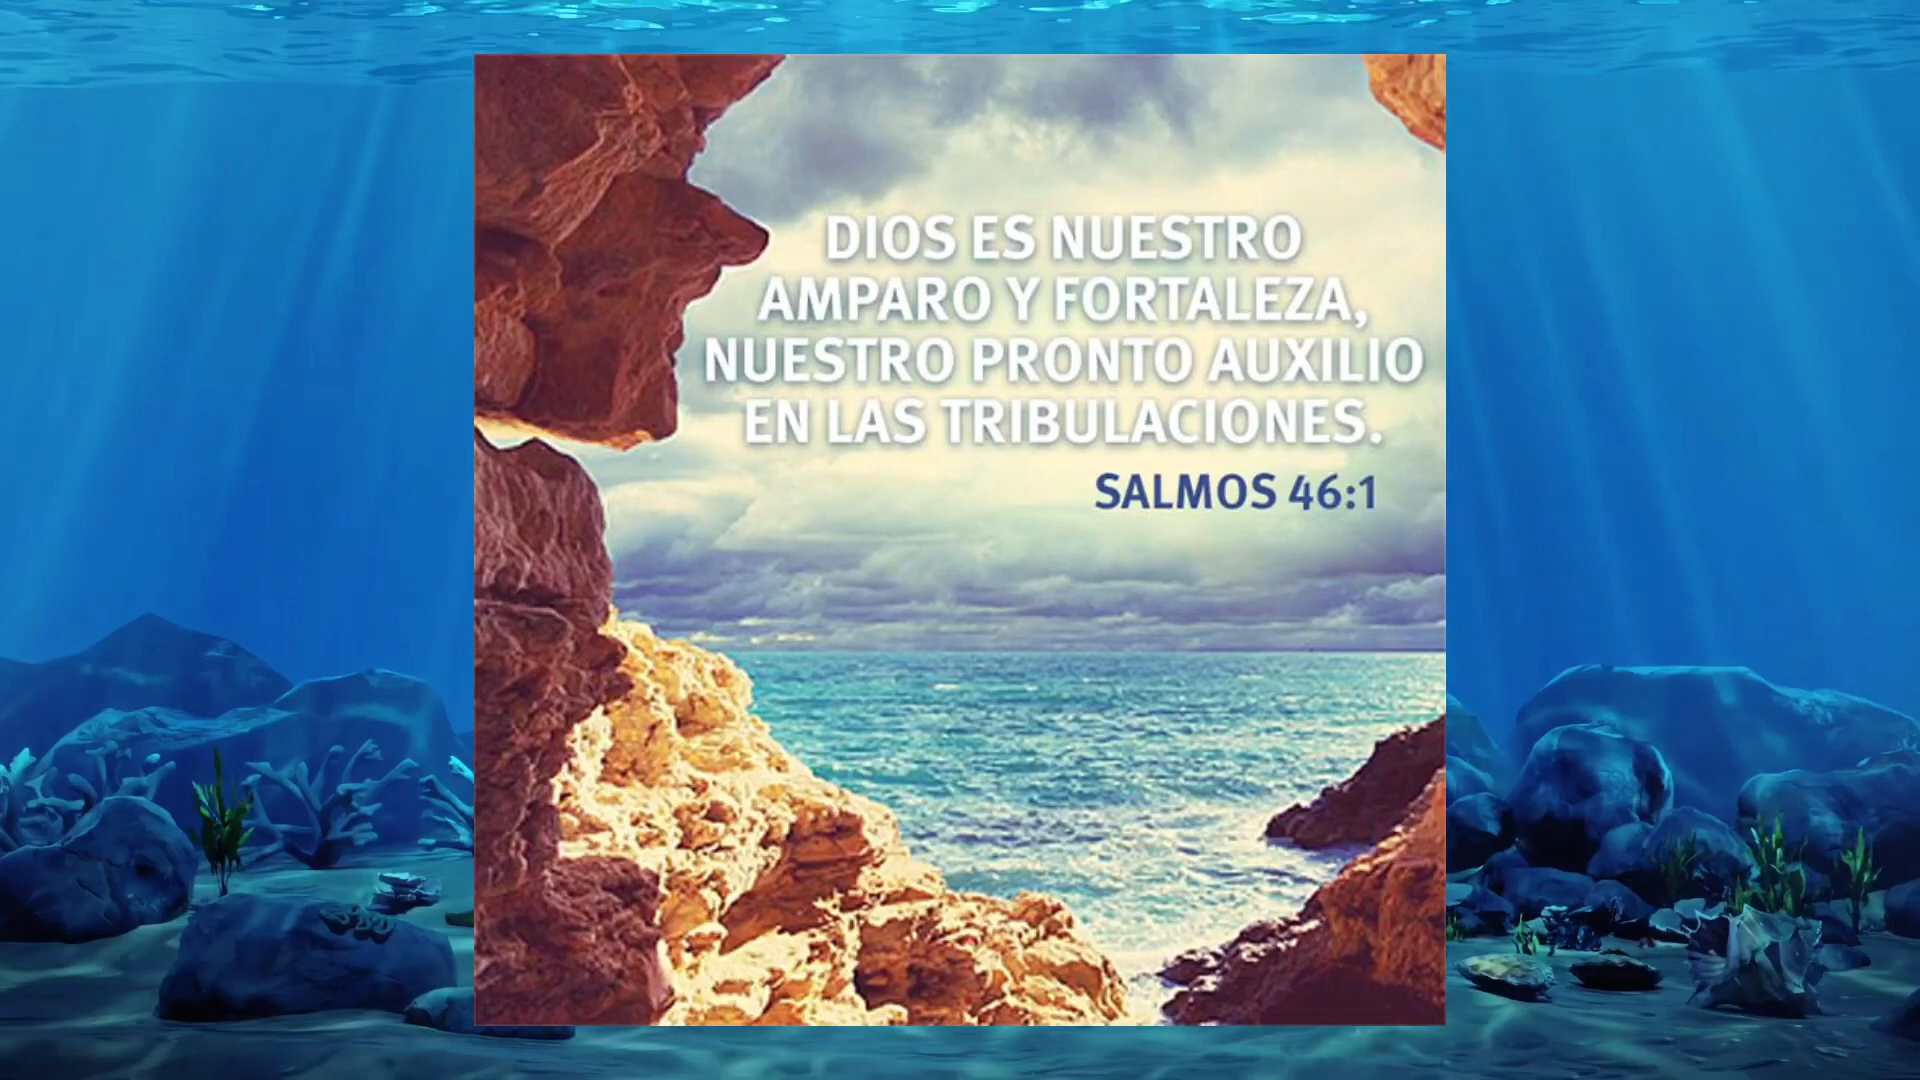 DIOS ES NUESTRO
AMPARO Y FORTALEZA,
NUESTRO PRONTO AUXILIO
EN LAS TRIBULACIONES.
SALMOS 46:1